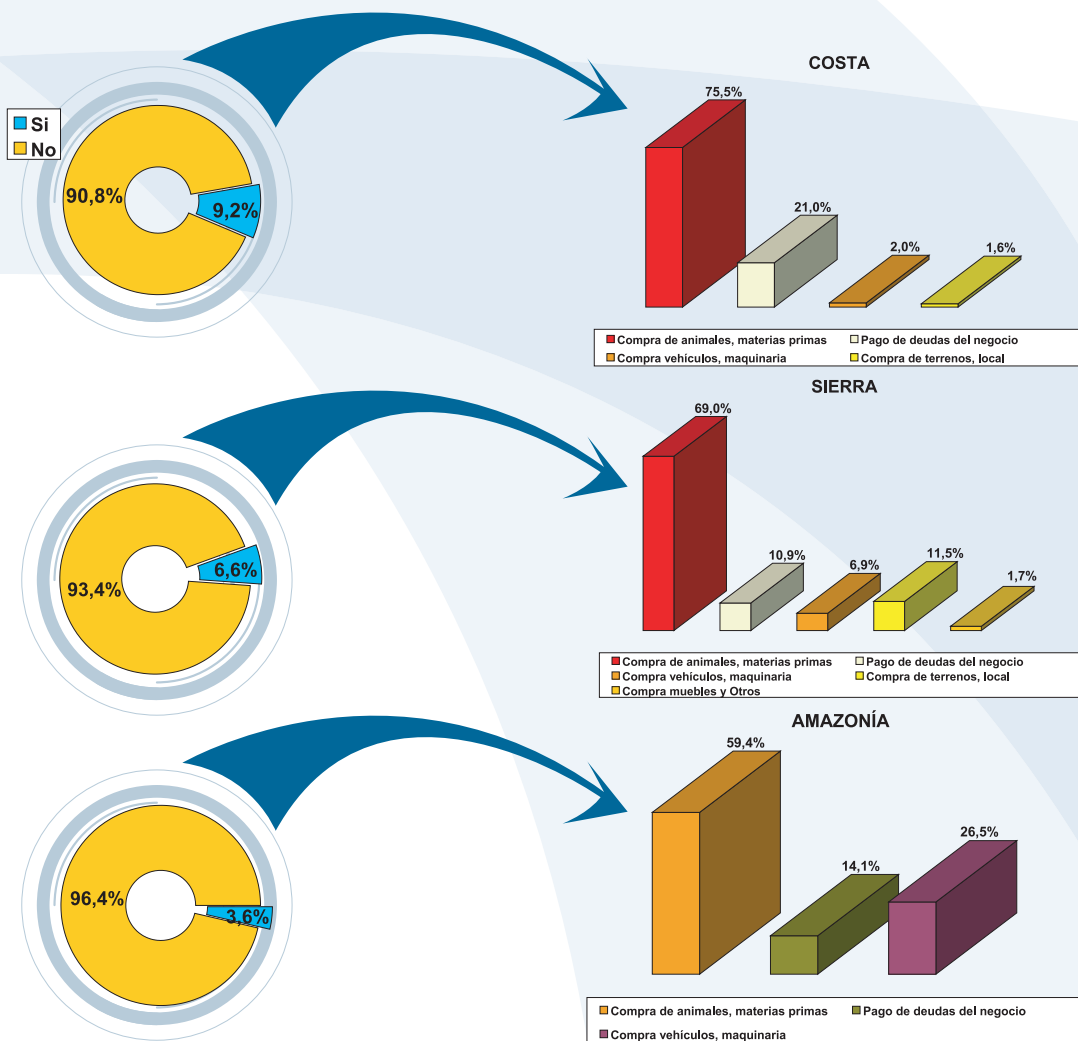 Si
No
90,8%
9,2%
COSTA
75,5%
21,0%
2,0%
1,6%
Compra de animales, materias primas
Pago de deudas del negocio
Compra vehículos, maquinaria
Compra de terrenos, local
93,4%
6,6%
SIERRA
69,0%
10,9%
6,9%
11,5%
1,7%
Compra de animales, materias primas
Pago de deudas del negocio
Compra vehículos, maquinaria
Compra de terrenos, local
Compra muebles y Otros
96,4%
3,6%
AMAZONÍA
59,4%
14,1%
26,5%
Compra de animales, materias primas
Pago de deudas del negocio
Compra vehículos, maquinaria